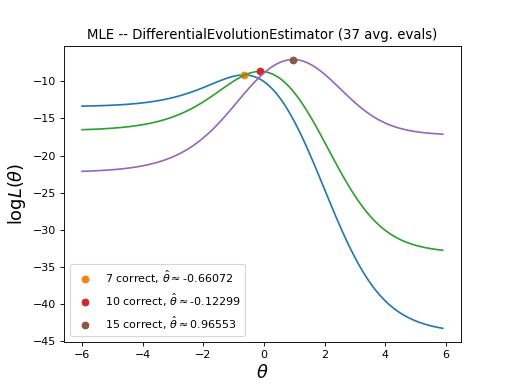 MLE -- DifferentialEvolutionEstimator (37 avg. evals)
logL(θ)
−10
−15
−20
−25
−30
−35
−40
−45
7 correct, θ̂ ≈ -0.66072
10 correct, θ̂ ≈ -0.12299
15 correct, θ̂ ≈ 0.96553
−6 −4 −2 0 2 4 6
θ